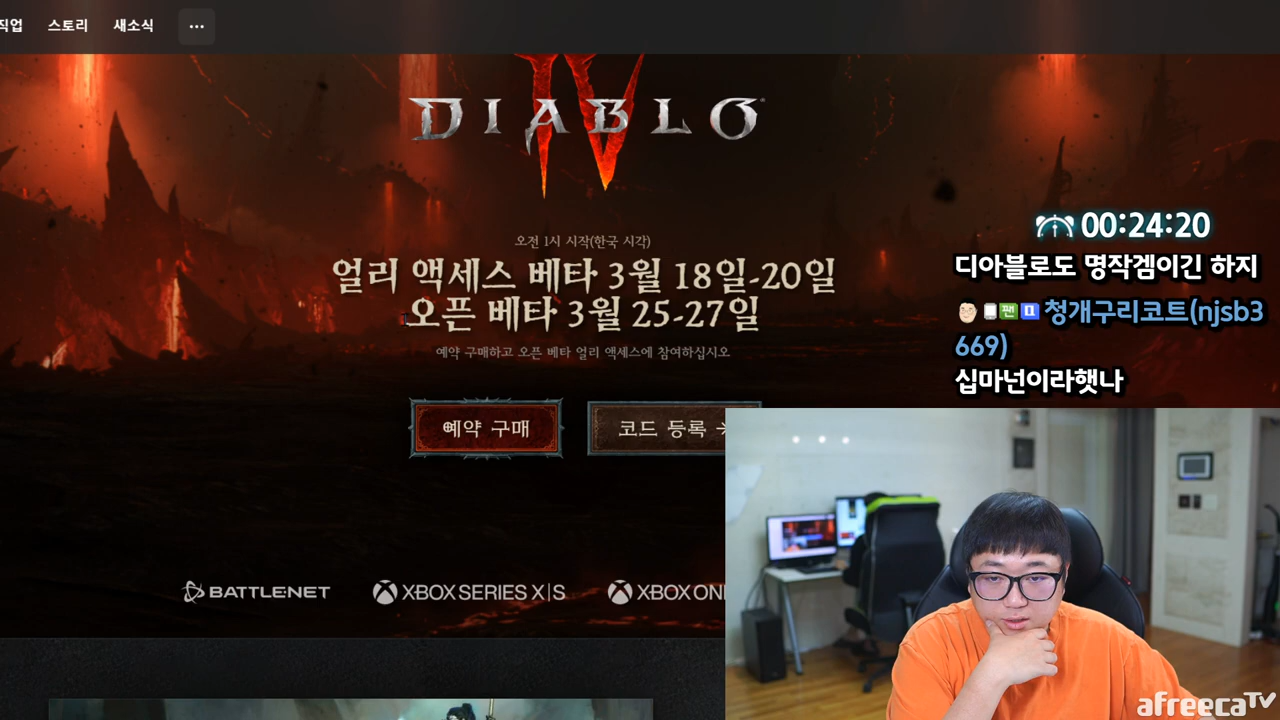 직업 스토리 새소식 ...
DIABLO
IV
오전 1시 시작(한국 시각)
얼리 액세스 베타 3월 18일-20일
오픈 베타 3월 25-27일
예약 구매하고 오픈 베타 얼리 액세스에 참여하십시오
예약 구매
코드 등록
BATTLE.NET
XBOX SERIES X|S
XBOX ON
00:24:20
디아블로도 명작겜이긴 하지
팬 청개구리코트(njsb3
669)
십마넌이라햇나
afreecaTV